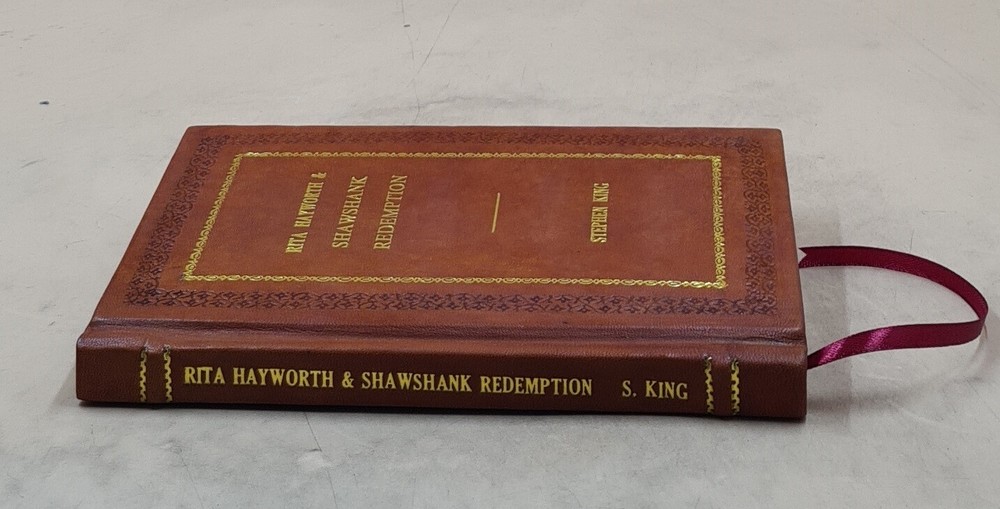 RITA HAYWORTH &
SHAWSHANK
REDEMPTION
STEPHEN KING
RITA HAYWORTH & SHAWSHANK REDEMPTION S. KING